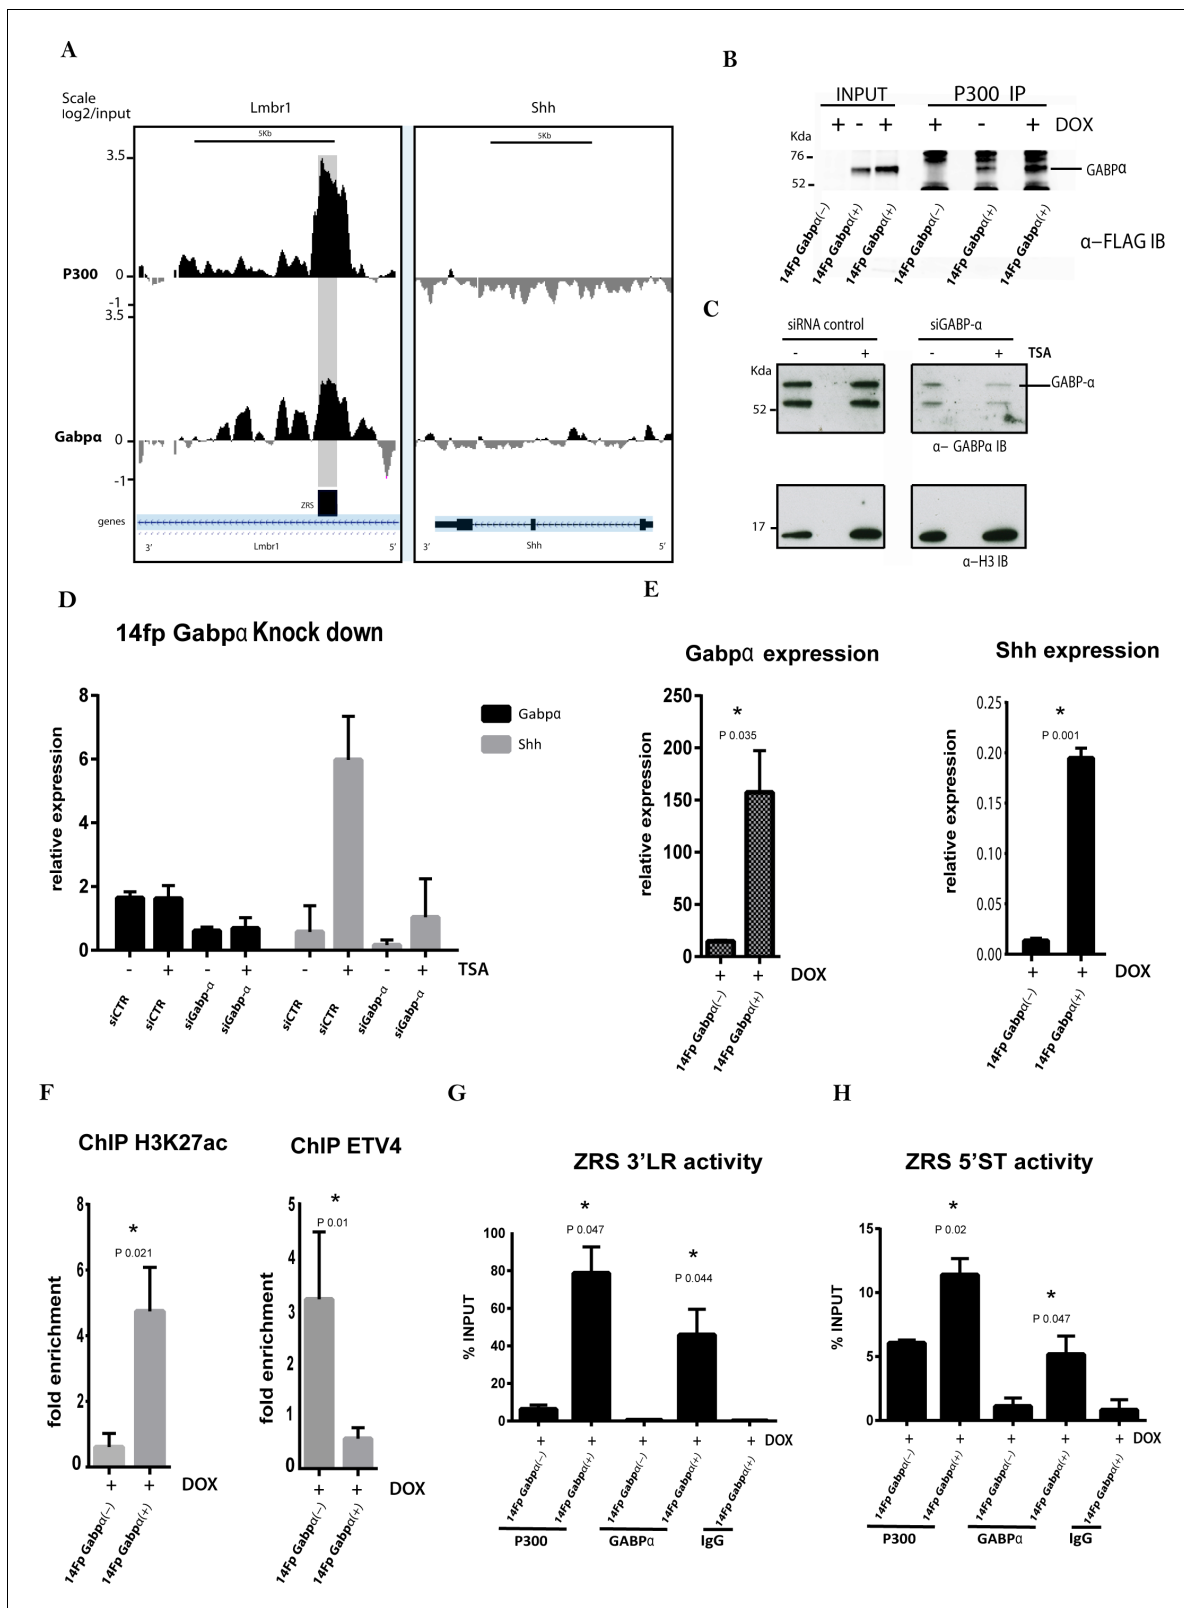 A
Scale
log2/input
Lmbr1
Shh
5Kb
5Kb
3.5
P300
0
-1
3.5
Gabpα
0
-1
ZRS
genes
3’
Lmbr1
5’
3’
Shh
5’
B
INPUT
P300 IP
+ - + + - + DOX
Kda
76
52
GABPα
14Fp Gabpα(−)
14Fp Gabpα(+)
14Fp Gabpα(+)
14Fp Gabpα(−)
14Fp Gabpα(+)
14Fp Gabpα(+)
α−FLAG IB
C
siRNA control
siGABP-α
- + - + TSA
Kda
52
GABP-α
α− GABPα IB
17
α−H3 IB
D
14fp Gabpα Knock down
relative expression
8
6
4
2
0
Gabpα
Shh
- + - + - + - + TSA
siCTR
siCTR
siGabp-α
siGabp-α
siCTR
siCTR
siGabp-α
siGabp-α
E
Gabpα expression
relative expression
250
200
150
100
50
0
*
P 0.035
+ + DOX
14Fp Gabpα(−)
14Fp Gabpα(+)
Shh expression
relative expression
0.25
0.20
0.15
0.10
0.05
0.00
*
P 0.001
+ + DOX
14Fp Gabpα(−)
14Fp Gabpα(+)
F
ChIP H3K27ac
fold enrichment
8
6
4
2
0
*
P 0.021
+ + DOX
14Fp Gabpα(−)
14Fp Gabpα(+)
ChIP ETV4
fold enrichment
5
4
3
2
1
0
*
P 0.01
+ + DOX
14Fp Gabpα(−)
14Fp Gabpα(+)
G
ZRS 3’LR activity
% INPUT
100
80
60
40
20
0
*
P 0.047
*
P 0.044
+ + + + + DOX
14Fp Gabpα(−)
14Fp Gabpα(+)
14Fp Gabpα(−)
14Fp Gabpα(+)
14Fp Gabpα(+)
P300
GABPα
IgG
H
ZRS 5’ST activity
% INPUT
15
10
5
0
*
P 0.02
*
P 0.047
+ + + + + DOX
14Fp Gabpα(−)
14Fp Gabpα(+)
14Fp Gabpα(−)
14Fp Gabpα(+)
14Fp Gabpα(+)
P300
GABPα
IgG